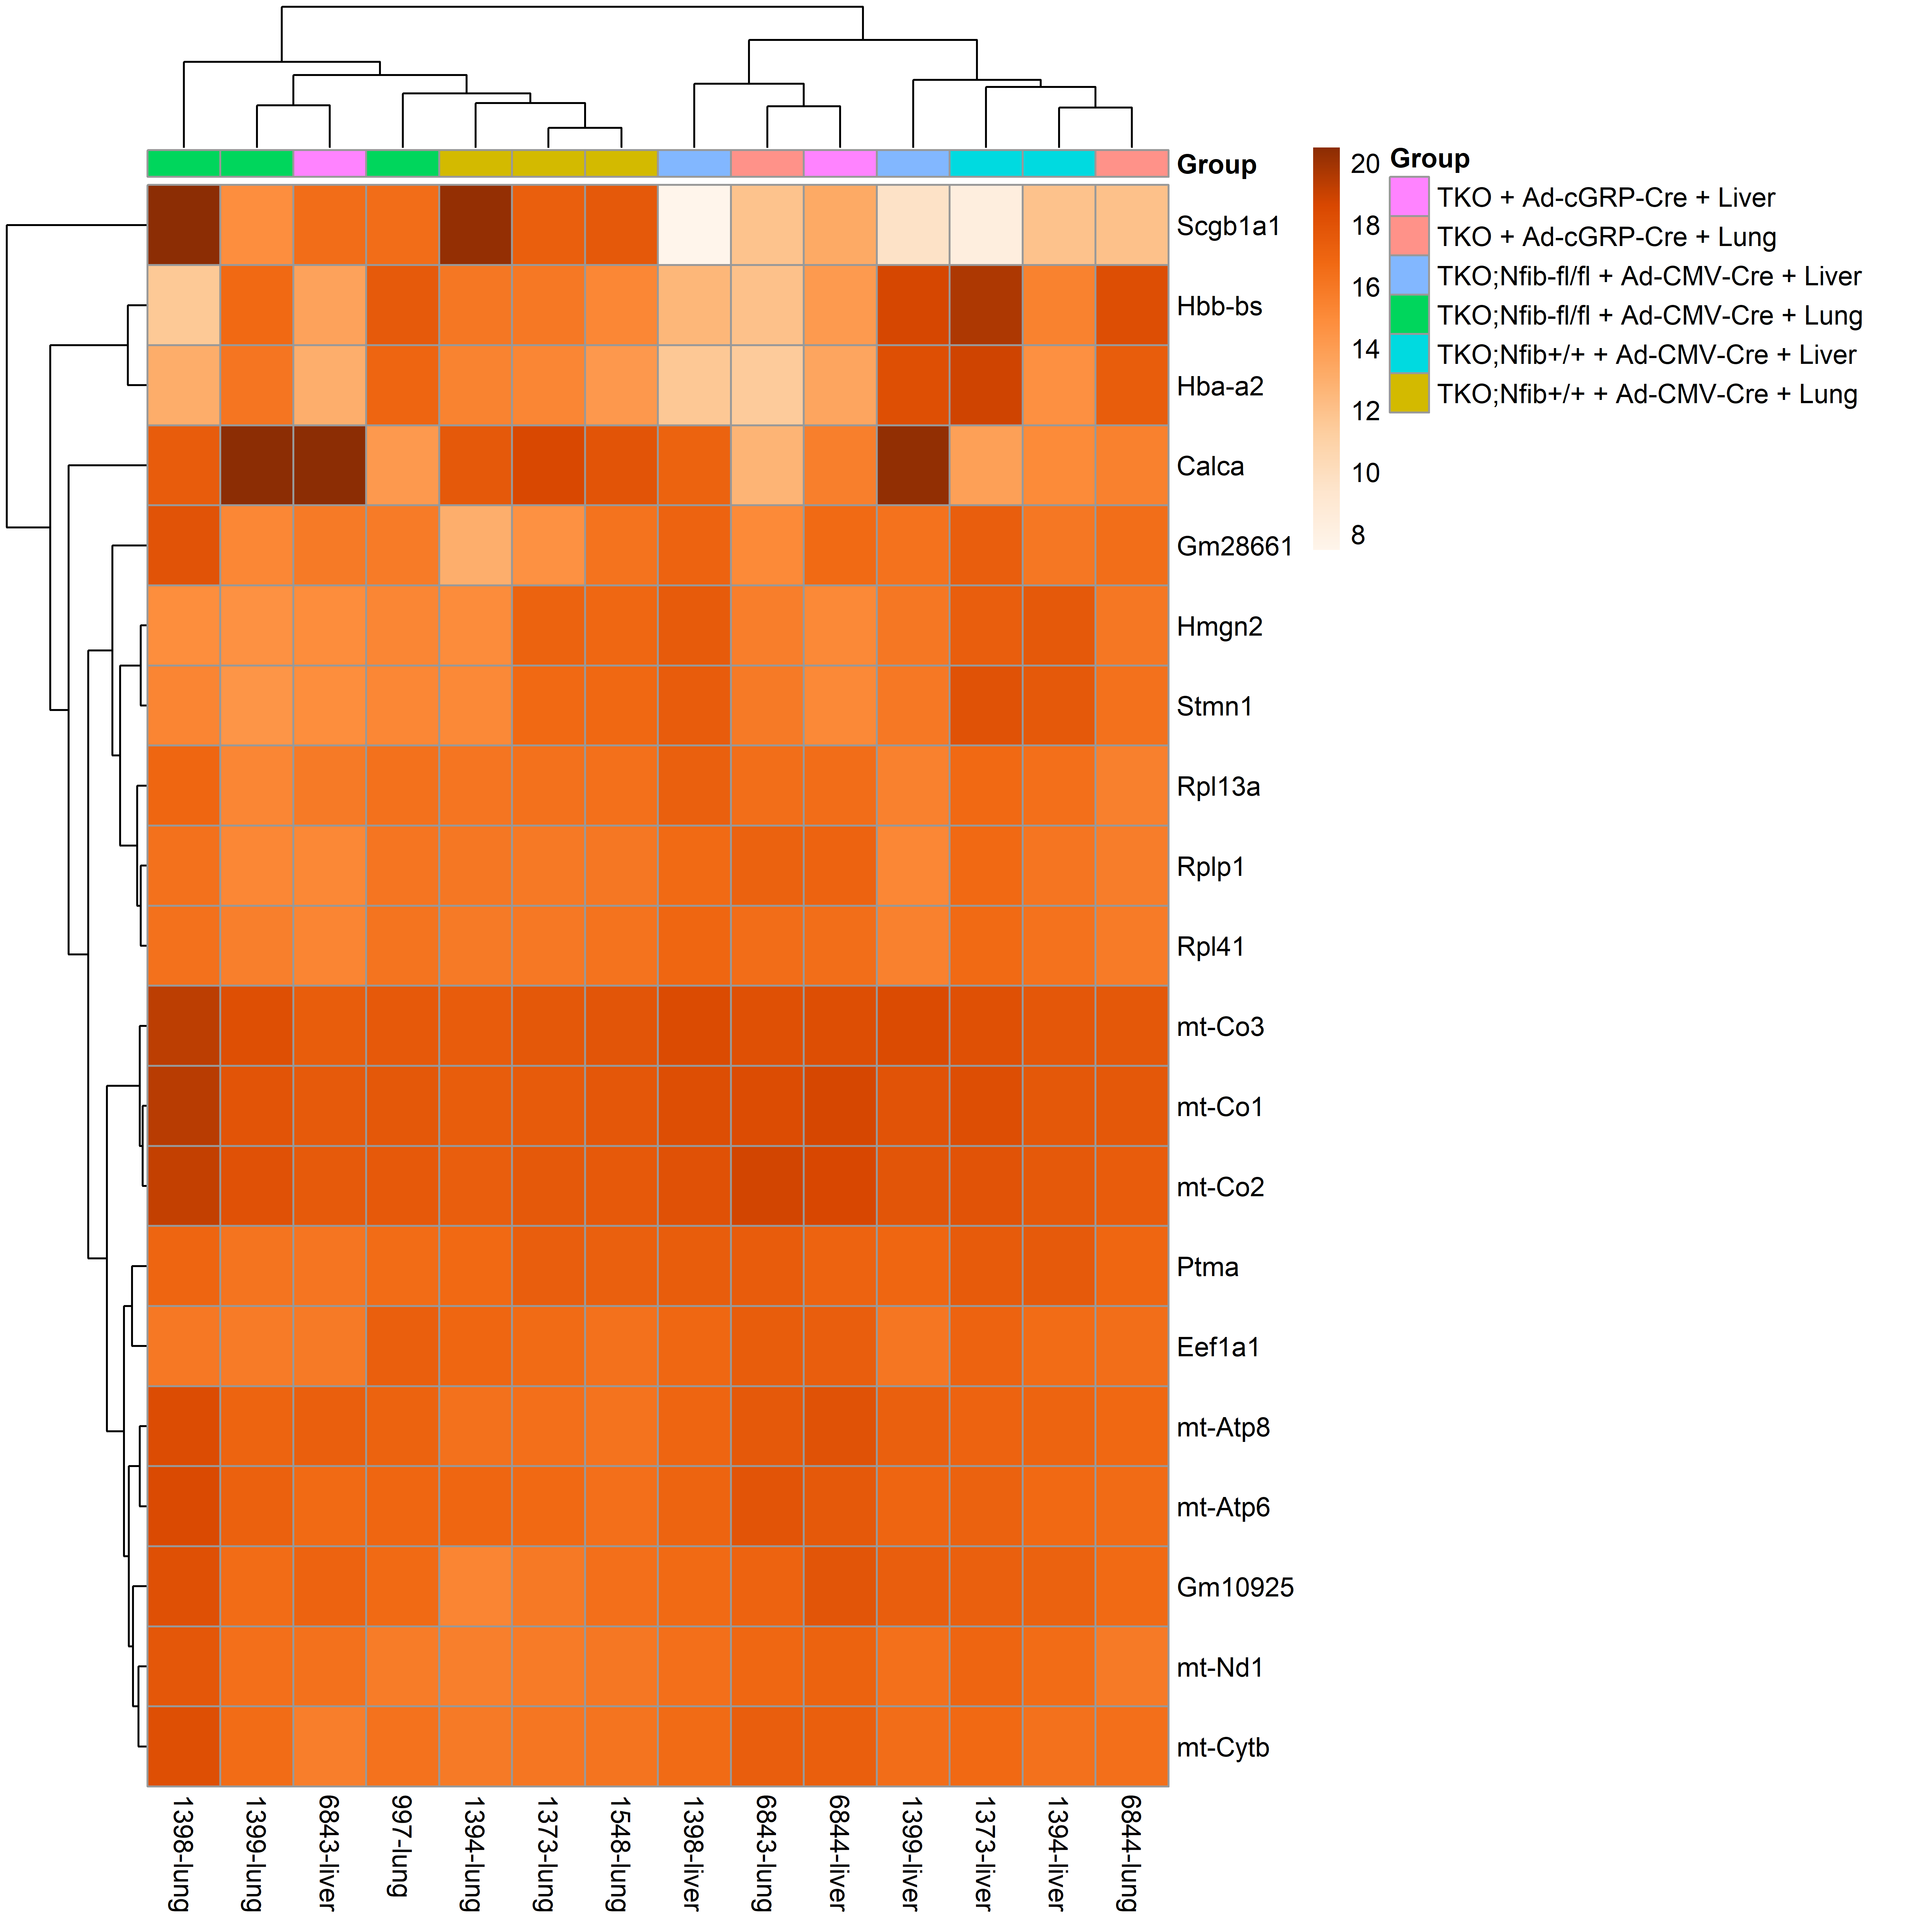 Group
Scgb1a1
Hbb-bs
Hba-a2
Calca
Gm28661
Hmgn2
Stmn1
Rpl13a
Rplp1
Rpl41
mt-Co3
mt-Co1
mt-Co2
Ptma
Eef1a1
mt-Atp8
mt-Atp6
Gm10925
mt-Nd1
mt-Cytb
1398-lung
1399-lung
6843-liver
997-lung
1394-lung
1373-lung
1548-lung
1398-liver
6843-lung
6844-liver
1399-liver
1373-liver
1394-liver
6844-lung
20
18
16
14
12
10
8
Group
TKO + Ad-cGRP-Cre + Liver
TKO + Ad-cGRP-Cre + Lung
TKO;Nfib-fl/fl + Ad-CMV-Cre + Liver
TKO;Nfib-fl/fl + Ad-CMV-Cre + Lung
TKO;Nfib+/+ + Ad-CMV-Cre + Liver
TKO;Nfib+/+ + Ad-CMV-Cre + Lung